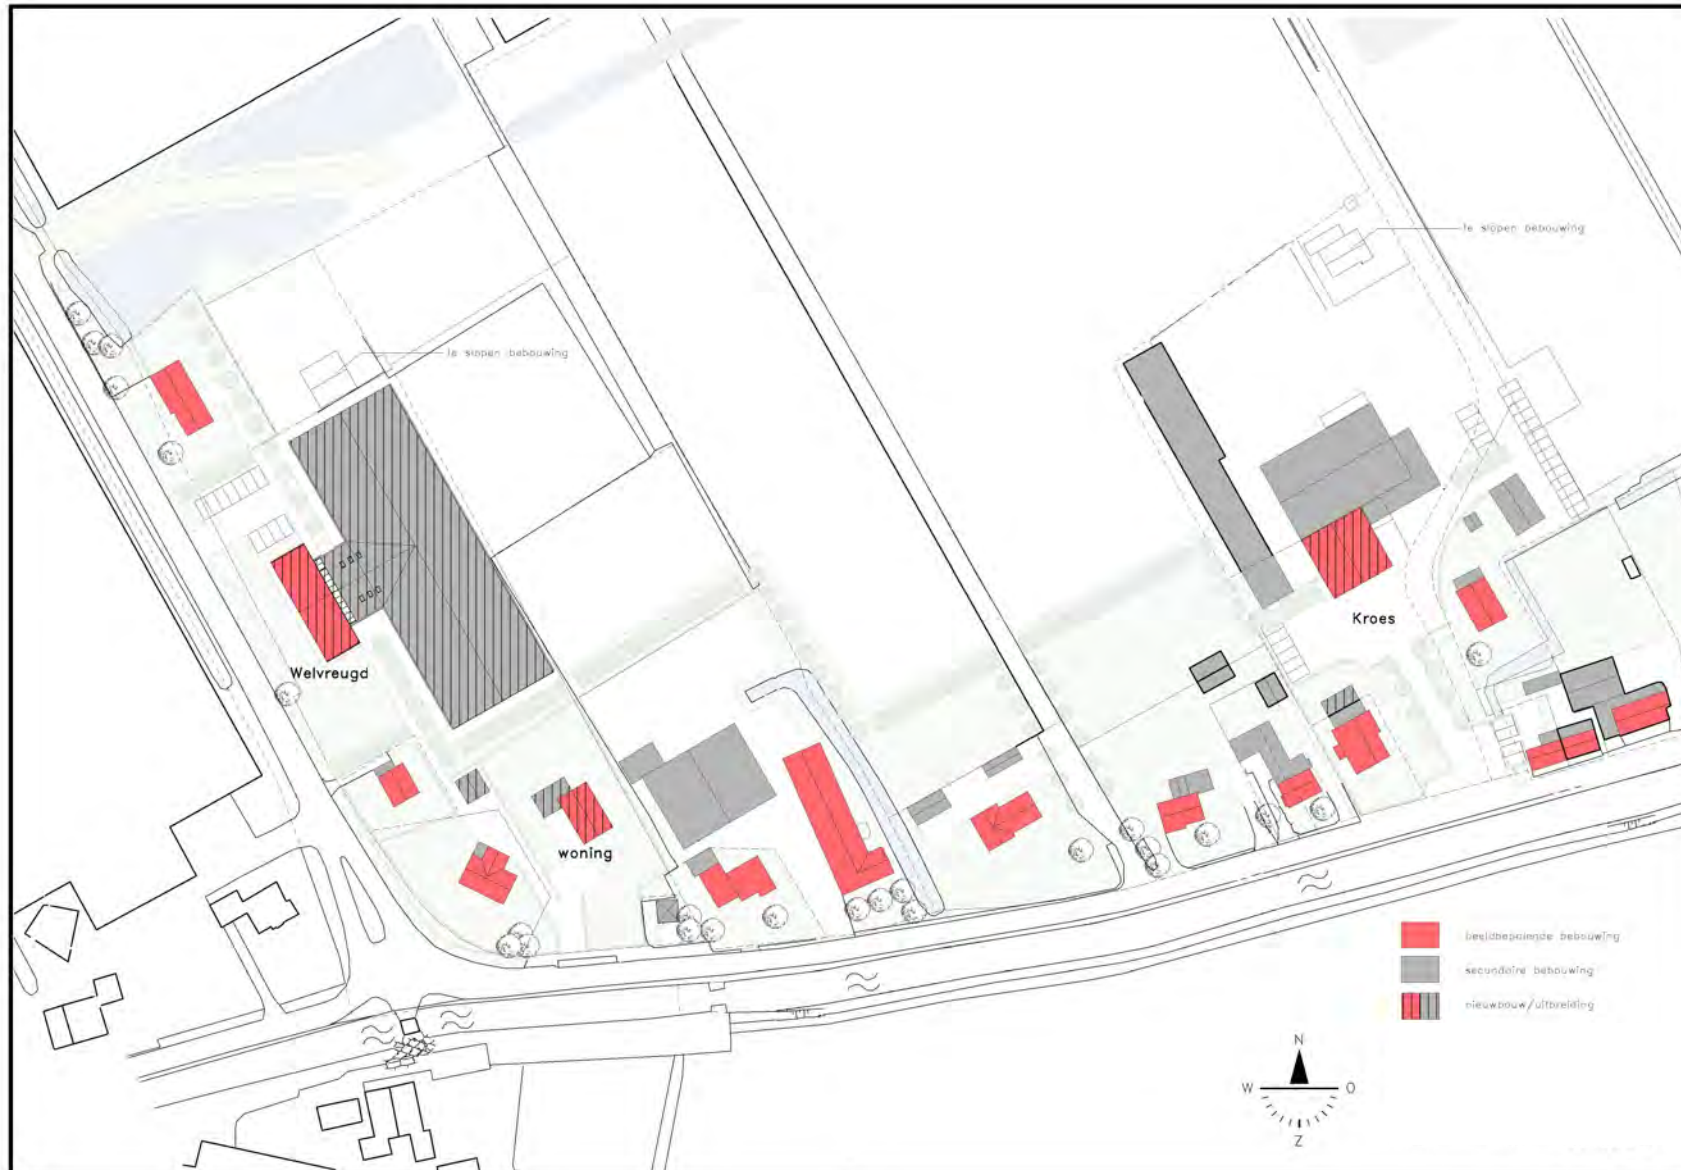 te slopen bebouwing
te slopen bebouwing
Welvreugd
Kroes
woning
beeldbepalende bebouwing
secundaire bebouwing
nieuwbouw/uitbreiding
N
W O
Z